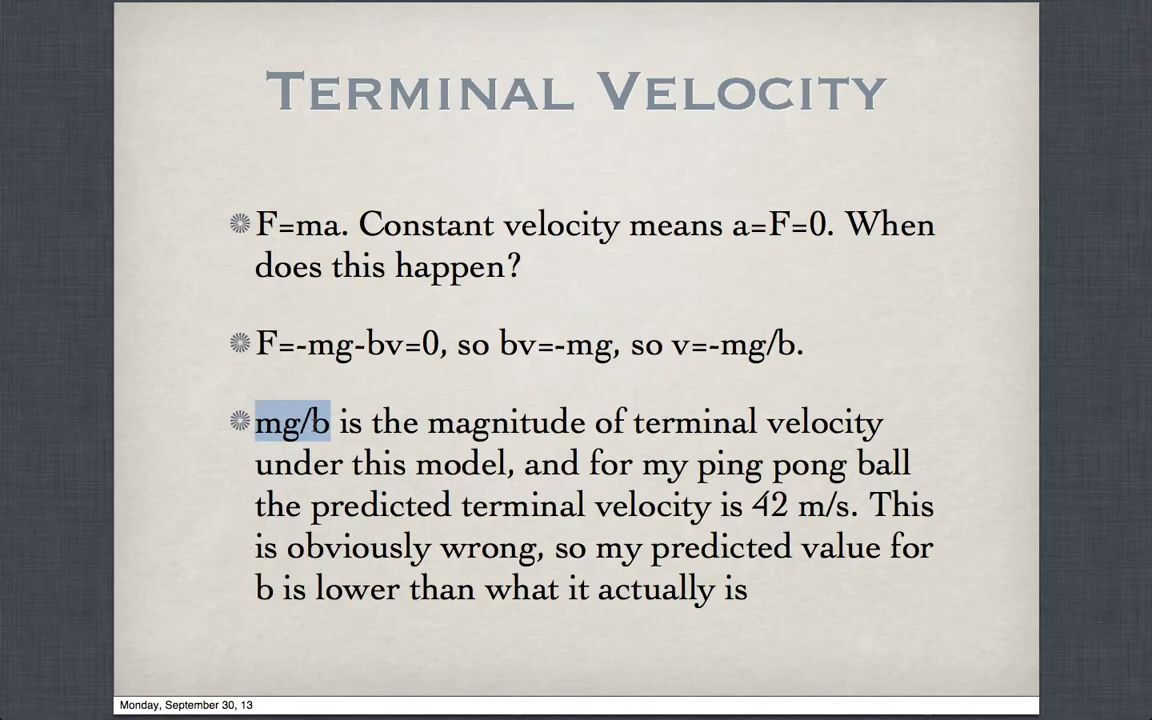 Terminal Velocity
F=ma. Constant velocity means a=F=0. When
does this happen?
F=-mg-bv=0, so bv=-mg, so v=-mg/b.
mg/b is the magnitude of terminal velocity
under this model, and for my ping pong ball
the predicted terminal velocity is 42 m/s. This
is obviously wrong, so my predicted value for
b is lower than what it actually is
Monday, September 30, 13